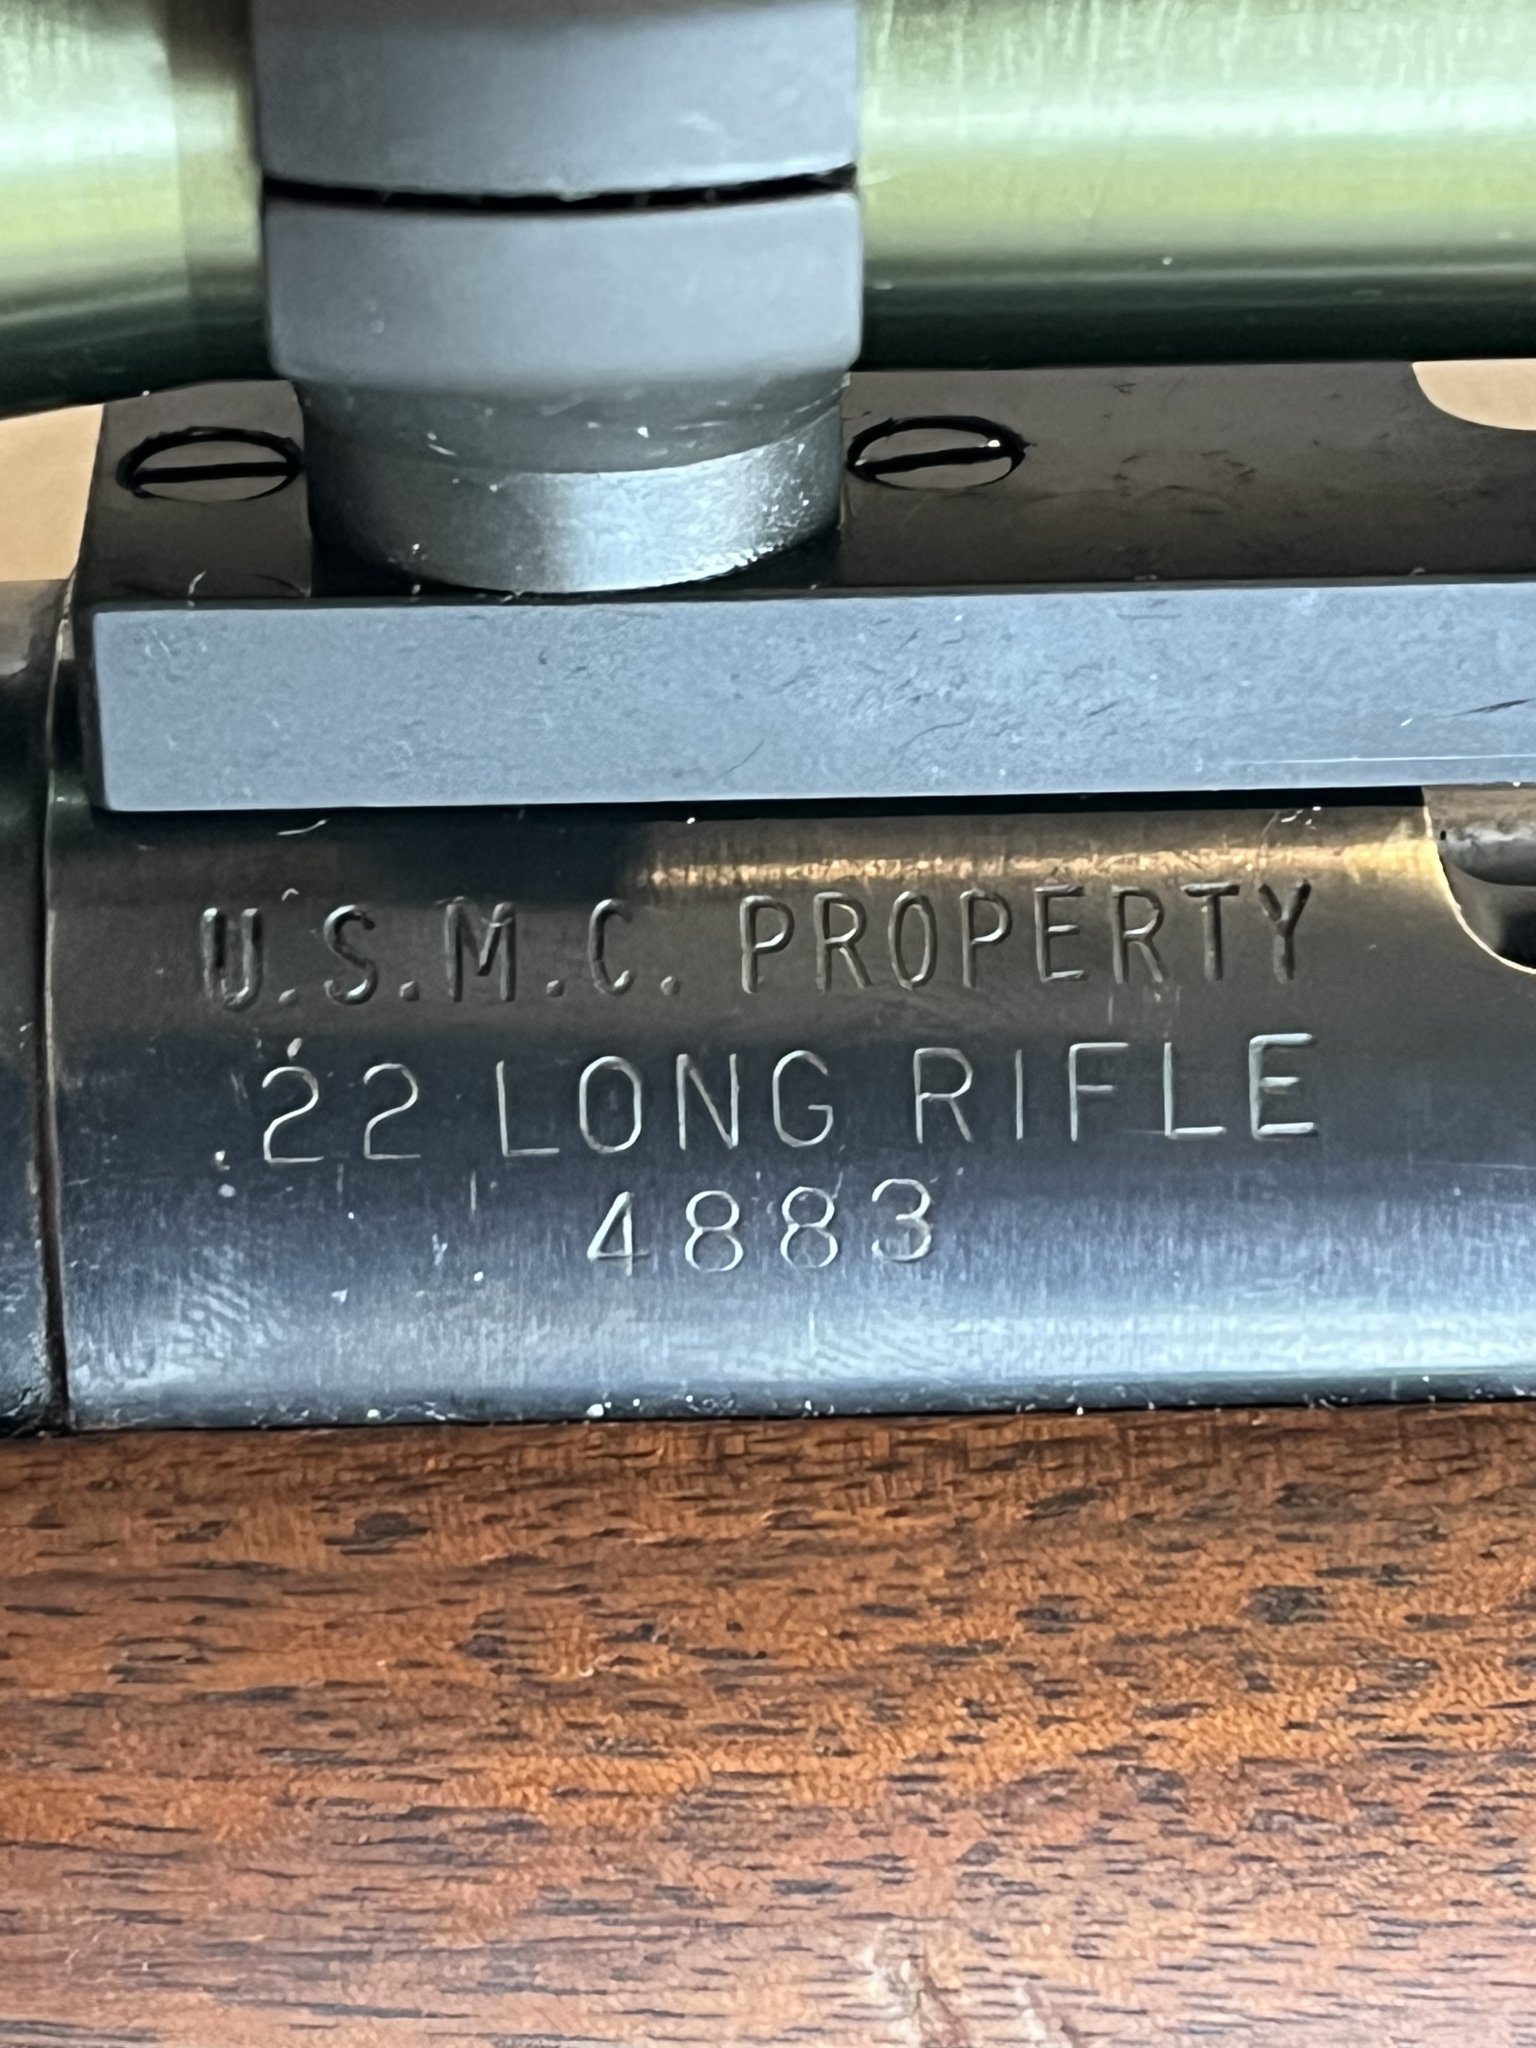 U.S.M.C. PROPERTY
.22 LONG RIFLE
4883